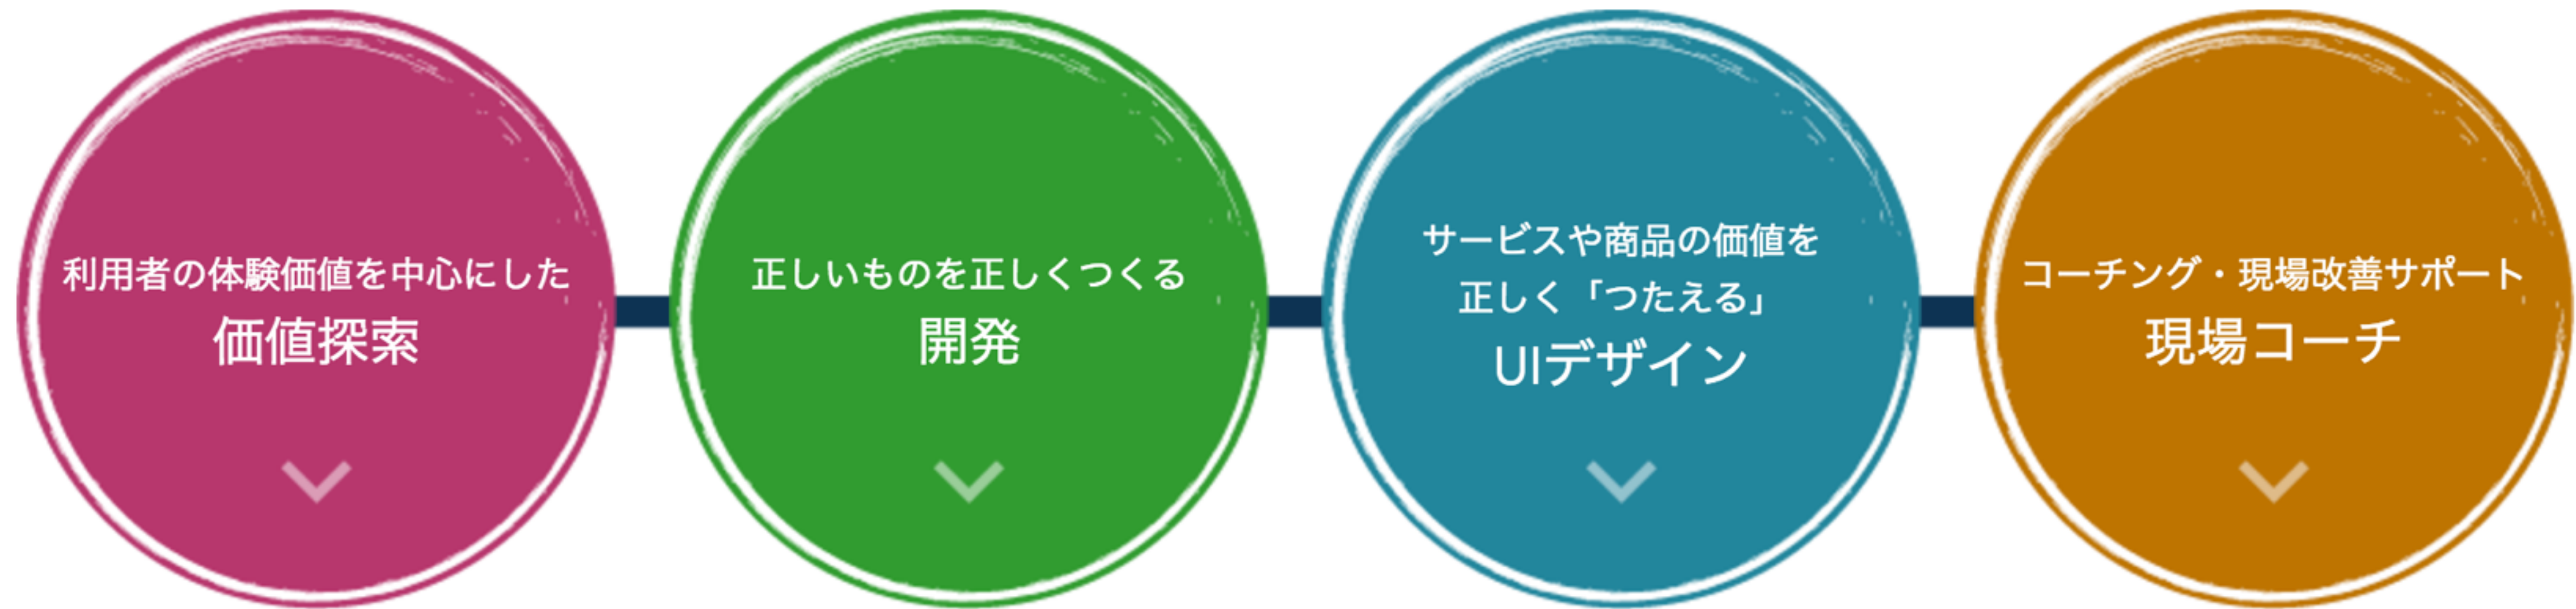 利用者の体験価値を中心にした
価値探索
正しいものを正しくつくる
開発
サービスや商品の価値を
正しく「つたえる」
UIデザイン
コーチング・現場改善サポート
現場コーチ